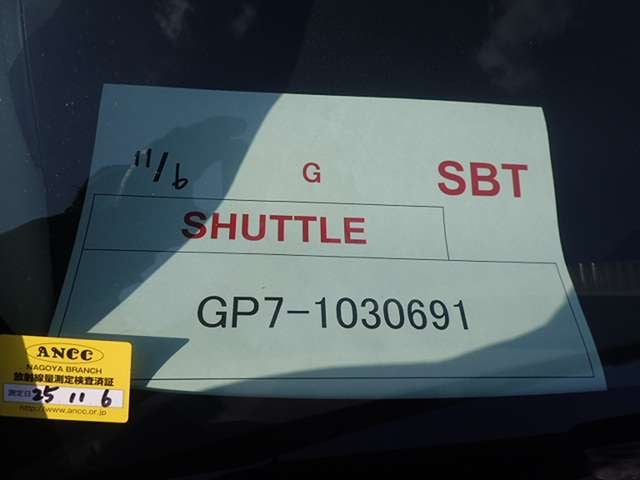 11/6 G SBT
SHUTTLE
GP7-1030691
ANCC
NAGOYA BRANCH
放射線量測定検査済証
測定日 25 11 6
http://www.ancc.or.jp